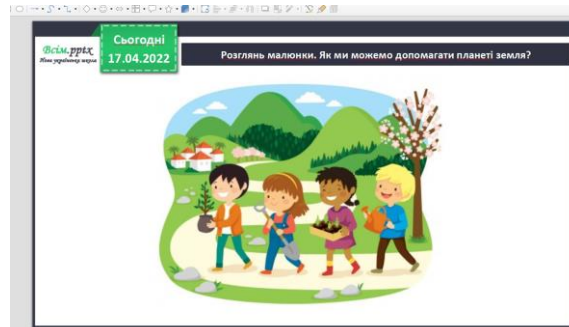 Всім.pptx
Нова українська школа
Сьогодні
17.04.2022
Розглянь малюнки. Як ми можемо допомагати планеті земля?